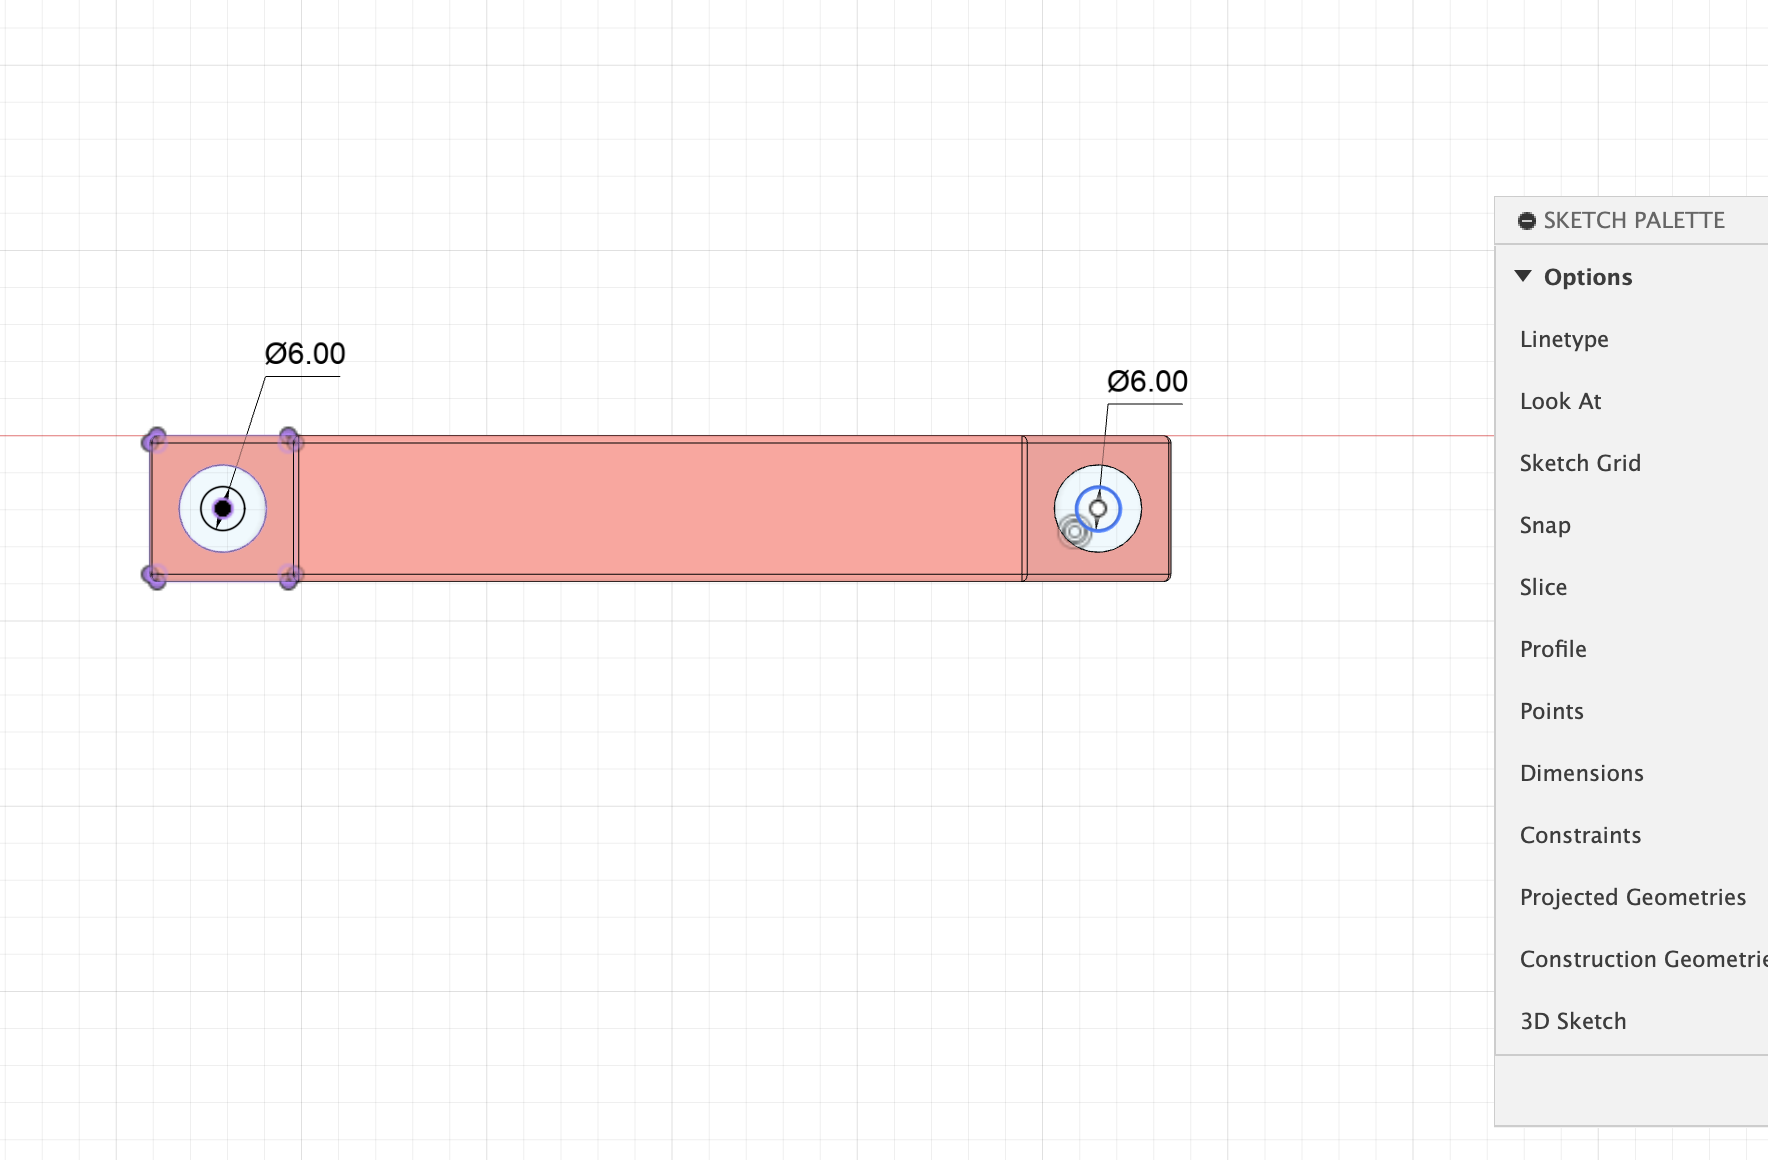 Ø6.00
Ø6.00
SKETCH PALETTE
Options
Linetype
Look At
Sketch Grid
Snap
Slice
Profile
Points
Dimensions
Constraints
Projected Geometries
Construction Geometrie
3D Sketch